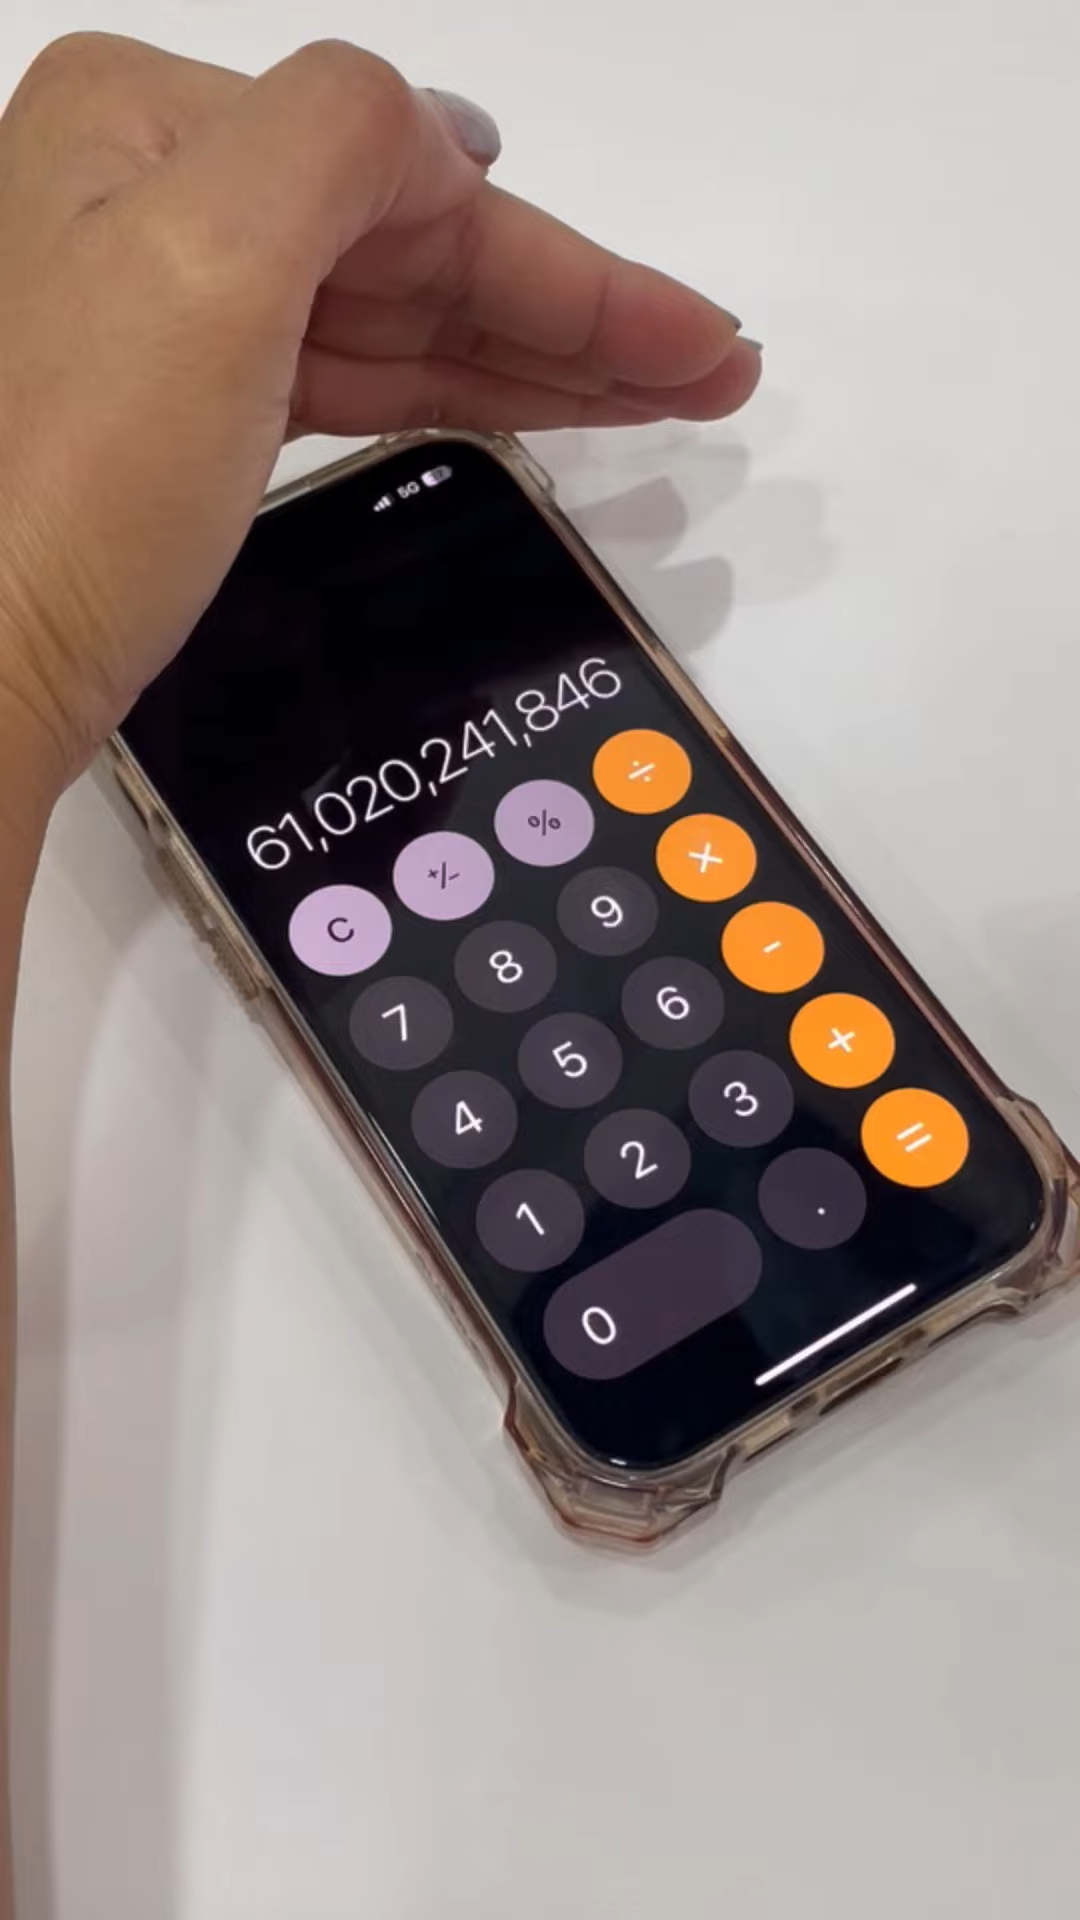 5G
61,020,241,846
C +/- % ÷
7 8 9 ×
4 5 6 -
1 2 3 +
0 . =